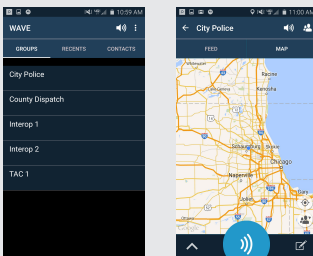 10:59 AM
WAVE
GROUPS RECENTS CONTACTS
City Police
County Dispatch
Interop 1
Interop 2
TAC 1
11:00 AM
City Police
FEED MAP
Racine
Kenosha
Schaumburg Skokie
Chicago
Naperville
Joliet
Gary